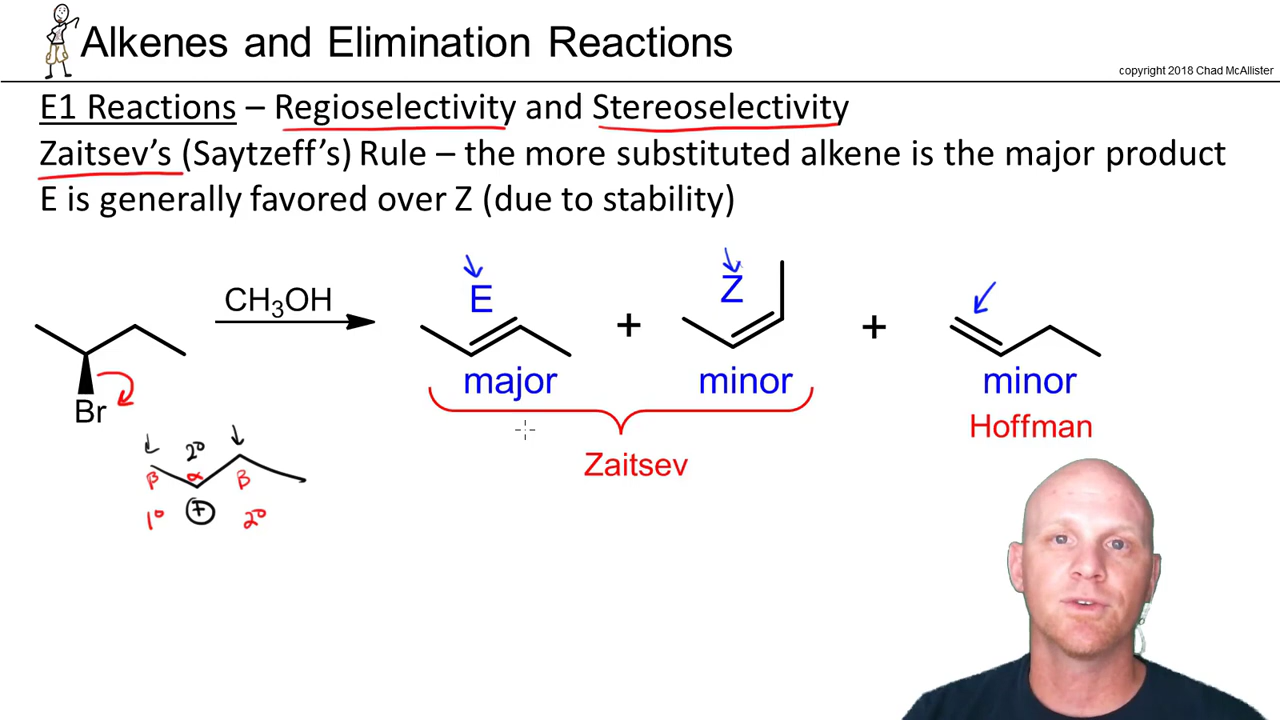 Alkenes and Elimination Reactions
copyright 2018 Chad McAllister
E1 Reactions – Regioselectivity and Stereoselectivity
Zaitsev's (Saytzeff's) Rule – the more substituted alkene is the major product
E is generally favored over Z (due to stability)
CH₃OH
E
+
Z
+
Br
major
minor
minor
Zaitsev
Hoffman
2°
β α β
1° + 2°